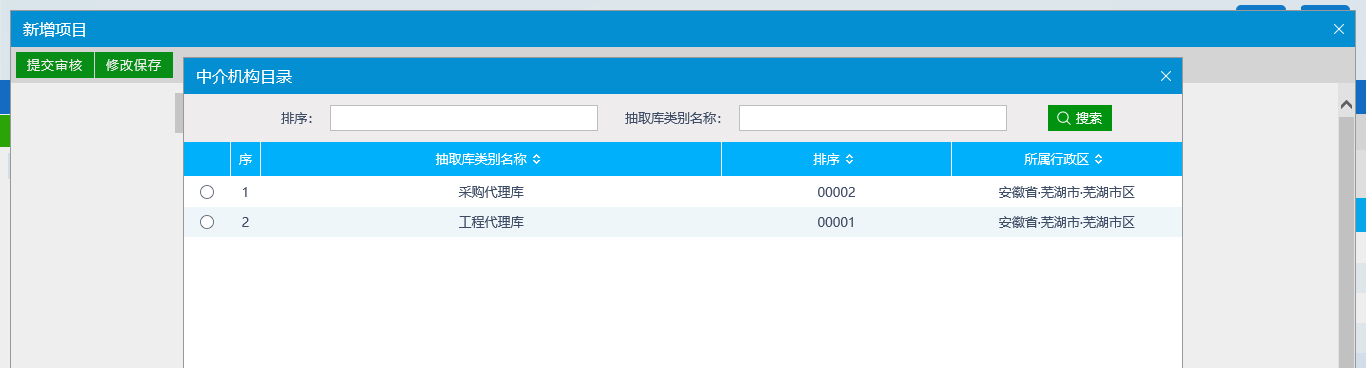 新增项目
提交审核 修改保存
中介机构目录
排序： 抽取库类别名称： 搜索
序 抽取库类别名称 排序 所属行政区
1 采购代理库 00002 安徽省·芜湖市·芜湖市区
2 工程代理库 00001 安徽省·芜湖市·芜湖市区